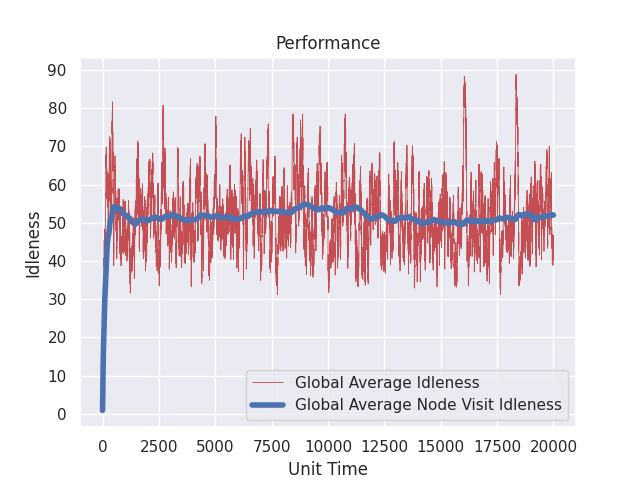 Performance
90
80
70
60
50
40
30
20
10
0
Idleness
Global Average Idleness
Global Average Node Visit Idleness
0 2500 5000 7500 10000 12500 15000 17500 20000
Unit Time